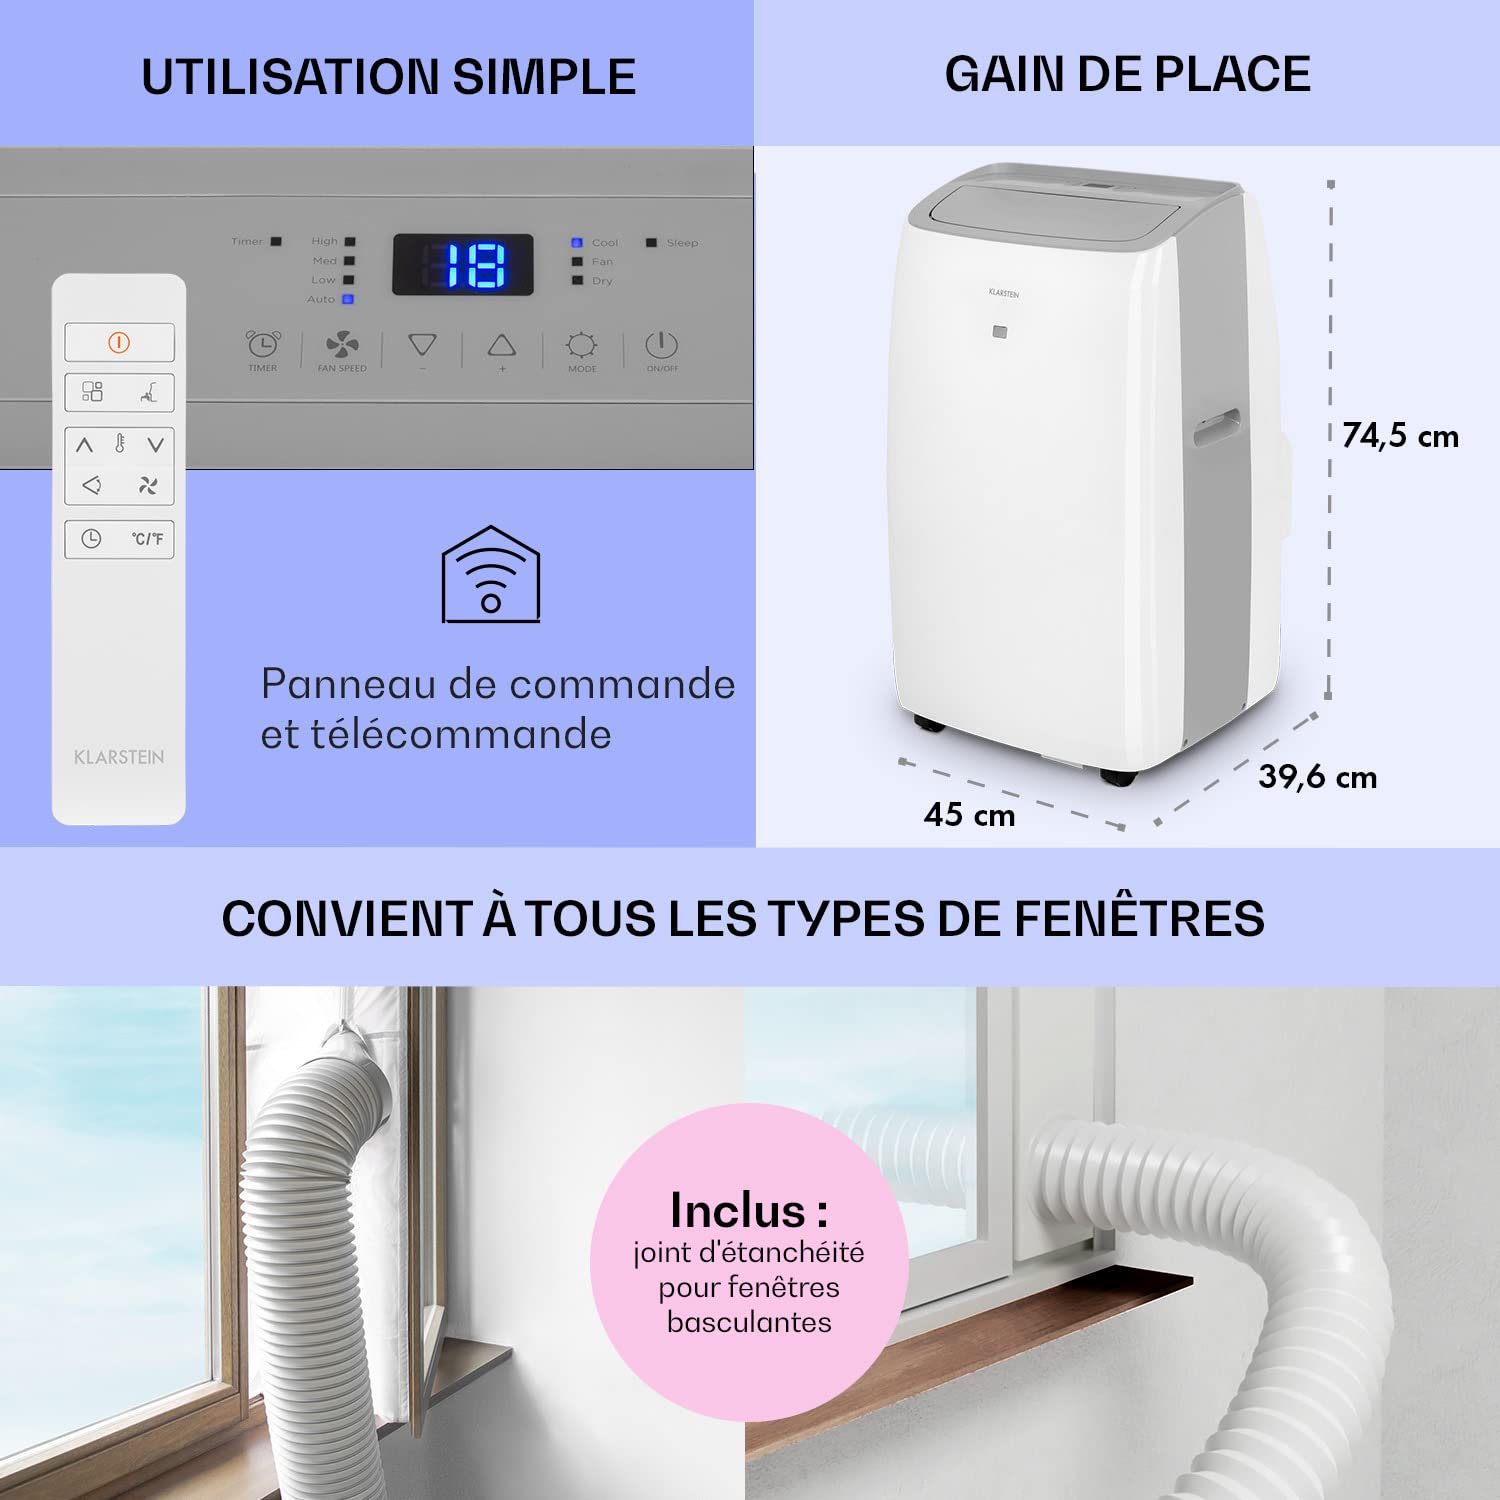 UTILISATION SIMPLE
GAIN DE PLACE
Timer
High
Med
Low
Auto
18
Cool
Fan
Dry
Sleep
TIMER
FAN SPEED
−
+
MODE
ON/OFF
°C/°F
KLARSTEIN
Panneau de commande
et télécommande
KLARSTEIN
74,5 cm
39,6 cm
45 cm
CONVIENT À TOUS LES TYPES DE FENÊTRES
Inclus :
joint d'étanchéité
pour fenêtres
basculantes